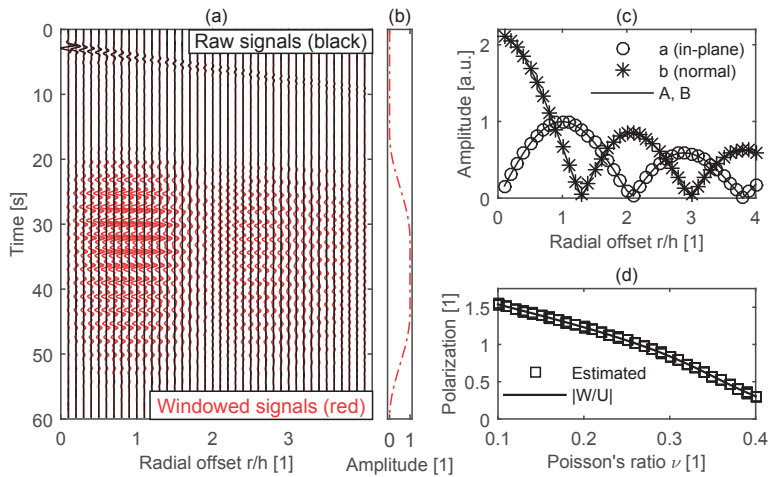 (a)
Raw signals (black)
Windowed signals (red)
0
10
20
30
40
50
60
Time [s]
0 1 2 3
Radial offset r/h [1]
(b)
0 1
Amplitude [1]
(c)
a (in-plane)
b (normal)
A, B
2
1
0
Amplitude [a.u.]
0 1 2 3 4
Radial offset r/h [1]
(d)
Estimated
|W/U|
1.5
1
0.5
0
Polarization [1]
0.1 0.2 0.3 0.4
Poisson's ratio ν [1]